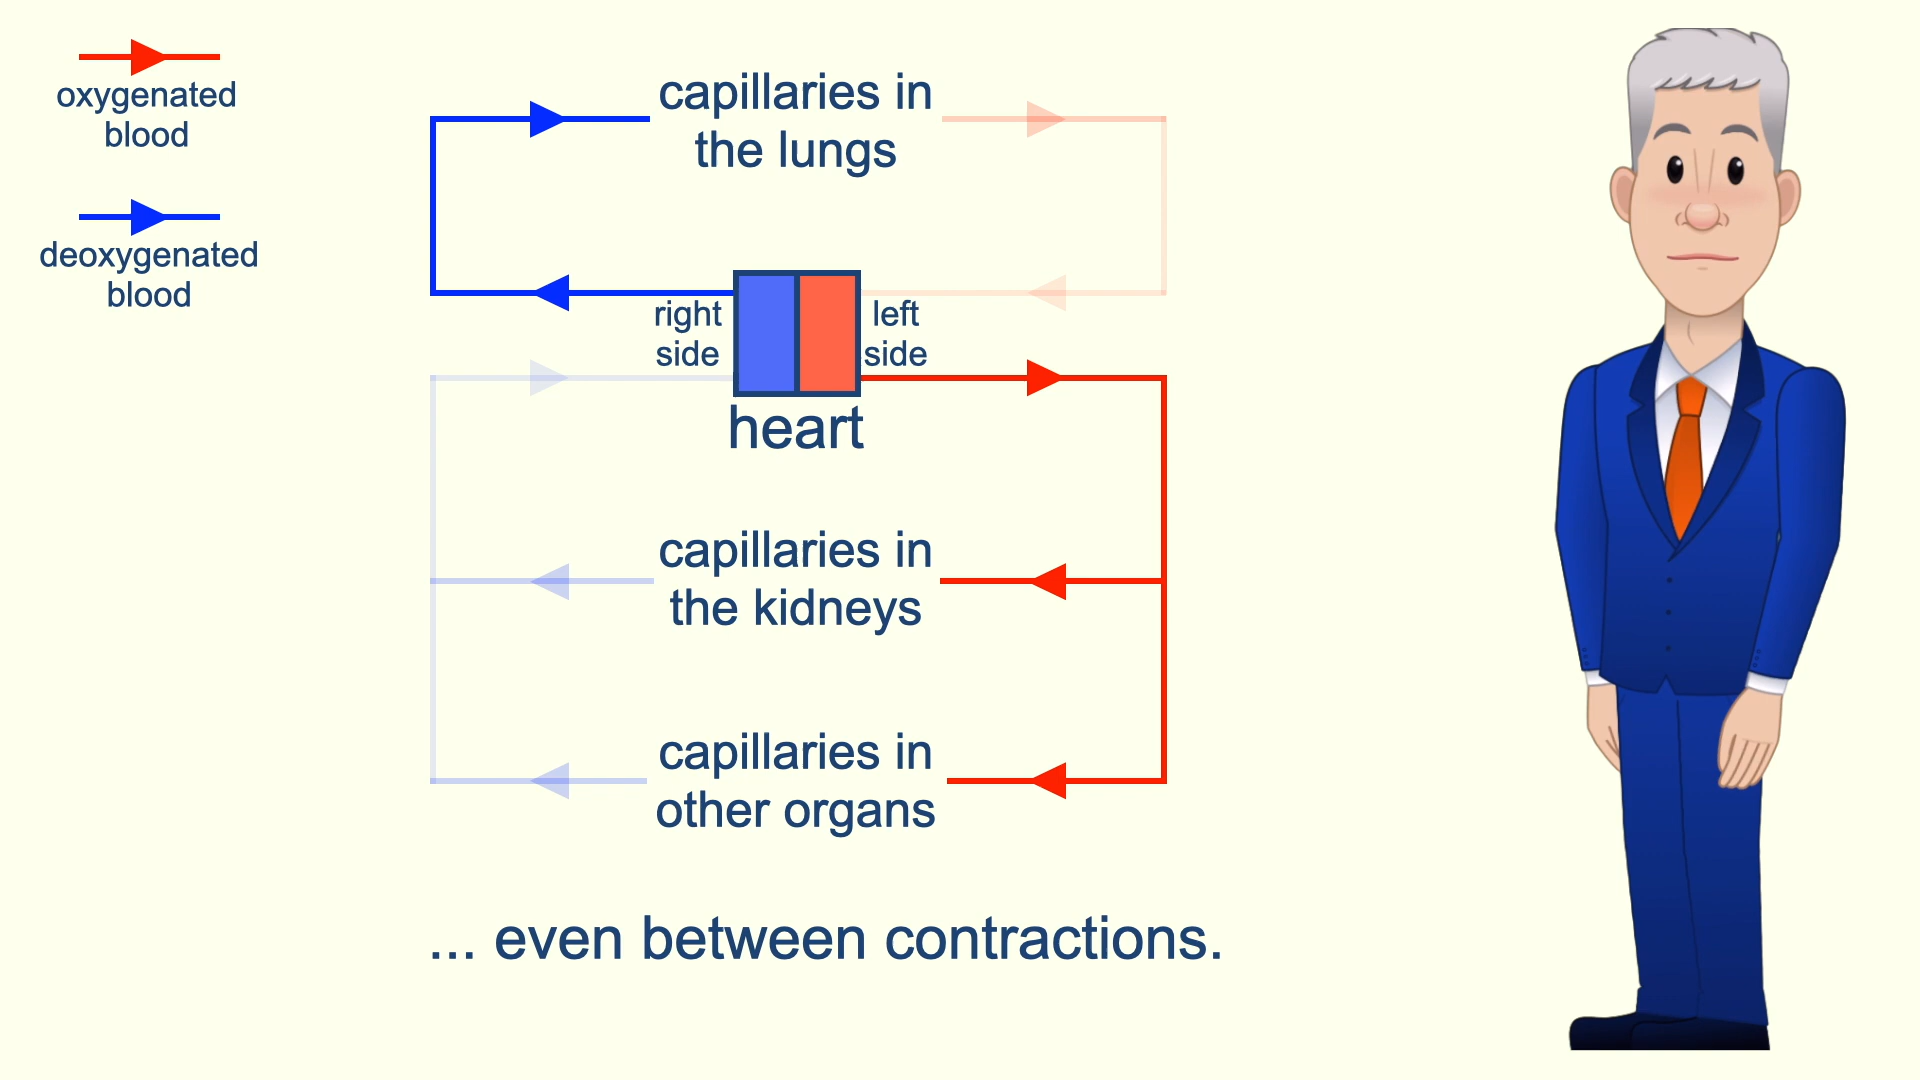 oxygenated
blood
deoxygenated
blood
capillaries in
the lungs
right
side
left
side
heart
capillaries in
the kidneys
capillaries in
other organs
... even between contractions.